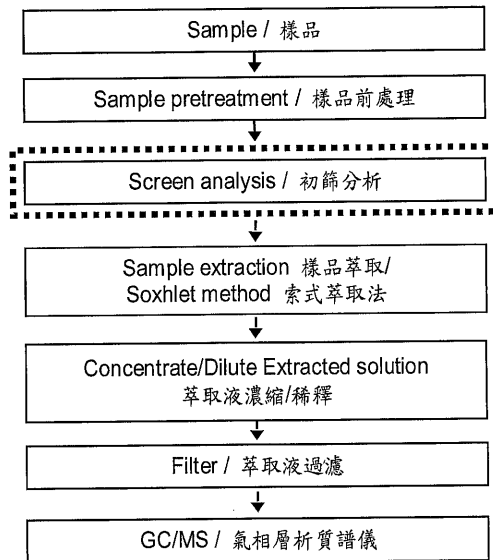 Sample / 樣品
Sample pretreatment / 樣品前處理
Screen analysis / 初篩分析
Sample extraction 樣品萃取/
Soxhlet method 索式萃取法
Concentrate/Dilute Extracted solution
萃取液濃縮/稀釋
Filter / 萃取液過濾
GC/MS / 氣相層析質譜儀